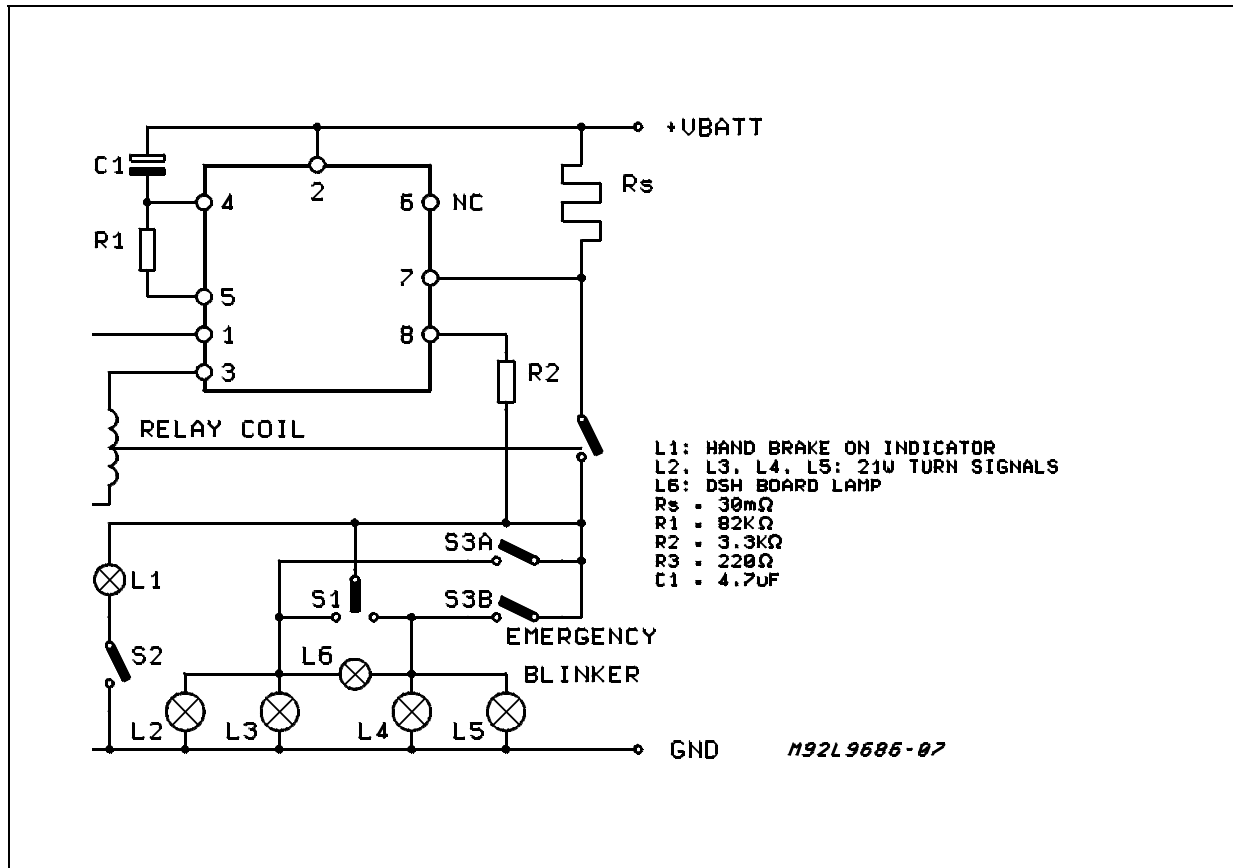 +VBATT
C1
2
Rs
4
6
NC
R1
7
5
1
8
3
R2
RELAY COIL
L1: HAND BRAKE ON INDICATOR
L2, L3, L4, L5: 21W TURN SIGNALS
L6: DSH BOARD LAMP
Rs = 30mΩ
R1 = 82KΩ
R2 = 3.3KΩ
R3 = 220Ω
C1 = 4.7uF
S3A
L1
S1
S3B
EMERGENCY
BLINKER
S2
L6
L2
L3
L4
L5
GND
M92L9686-07